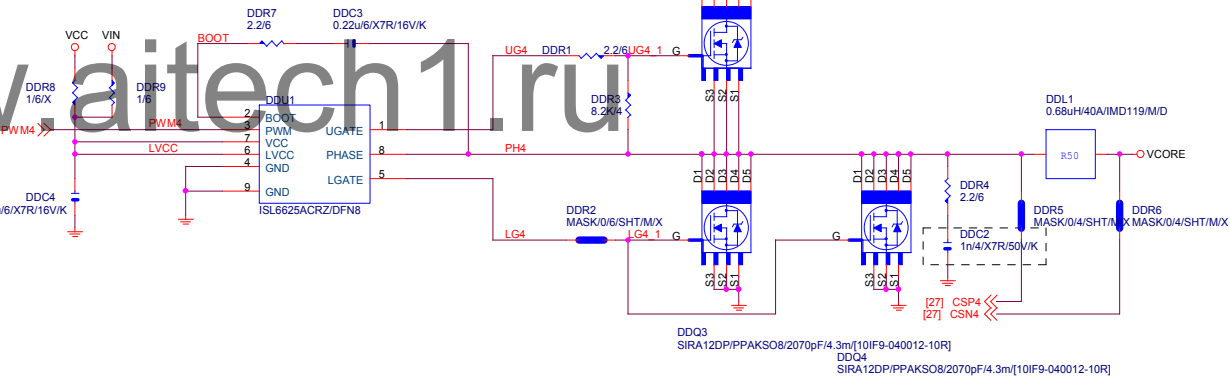 DDR7
2.2/6
DDC3
0.22u/6/X7R/16V/K
VCC
VIN
BOOT
UG4
DDR1
2.2/6
UG4_1
G
S3
S2
S1
w.aitech1.ru
DDR8
1/6/X
DDR9
1/6
DDR3
8.2K/4
DDL1
0.68uH/40A/IMD119/M/D
DDU1
PWM4
PWM4
LVCC
2
BOOT
3
PWM
7
VCC
6
LVCC
4
GND
9
GND
UGATE
1
PHASE
8
LGATE
5
ISL6625ACRZ/DFN8
PH4
R50
VCORE
D1
D2
D3
D4
D5
D1
D2
D3
D4
D5
DDC4
u/6/X7R/16V/K
DDR2
MASK/0/6/SHT/M/X
LG4
LG4_1
G
G
DDR4
2.2/6
DDR5
MASK/0/4/SHT/M/X
DDR6
MASK/0/4/SHT/M/X
DDC2
1n/4/X7R/50V/K
S3
S2
S1
S3
S2
S1
[27] CSP4
[27] CSN4
DDQ3
SIRA12DP/PPAKSO8/2070pF/4.3m/[10IF9-040012-10R]
DDQ4
SIRA12DP/PPAKSO8/2070pF/4.3m/[10IF9-040012-10R]